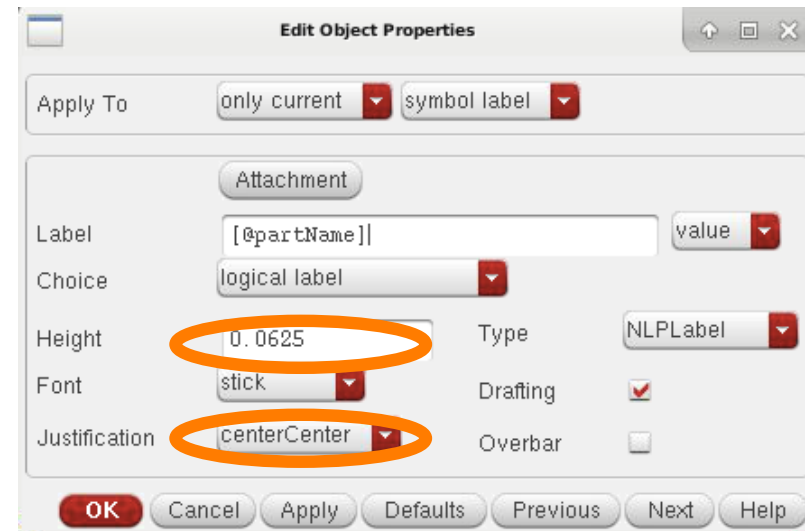 Edit Object Properties
Apply To only current symbol label
Attachment
Label [@partName] value
Choice logical label
Height 0.0625 Type NLPLabel
Font stick Drafting
Justification centerCenter Overbar
OK Cancel Apply Defaults Previous Next Help